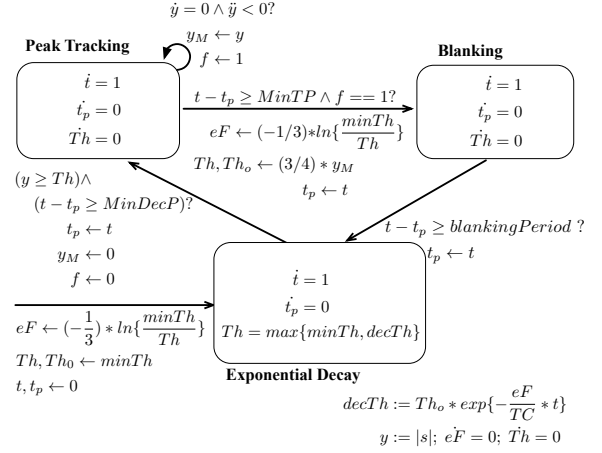 ẏ = 0 ∧ ÿ < 0?
y_M ← y
f ← 1
Peak Tracking
ṫ = 1
ṫ_p = 0
Ṫh = 0
t − t_p ≥ MinTP ∧ f == 1?
eF ← (−1/3)*ln{minTh/Th}
Th, Th_o ← (3/4) * y_M
t_p ← t
Blanking
ṫ = 1
ṫ_p = 0
Ṫh = 0
(y ≥ Th)∧
(t − t_p ≥ MinDecP)?
t_p ← t
y_M ← 0
f ← 0
t − t_p ≥ blankingPeriod ?
t_p ← t
eF ← (−1/3) * ln{minTh/Th}
Th, Th_0 ← minTh
t, t_p ← 0
ṫ = 1
ṫ_p = 0
Th = max{minTh, decTh}
Exponential Decay
decTh := Th_o * exp{−eF/TC * t}
y := |s|; eḞ = 0; Ṫh = 0